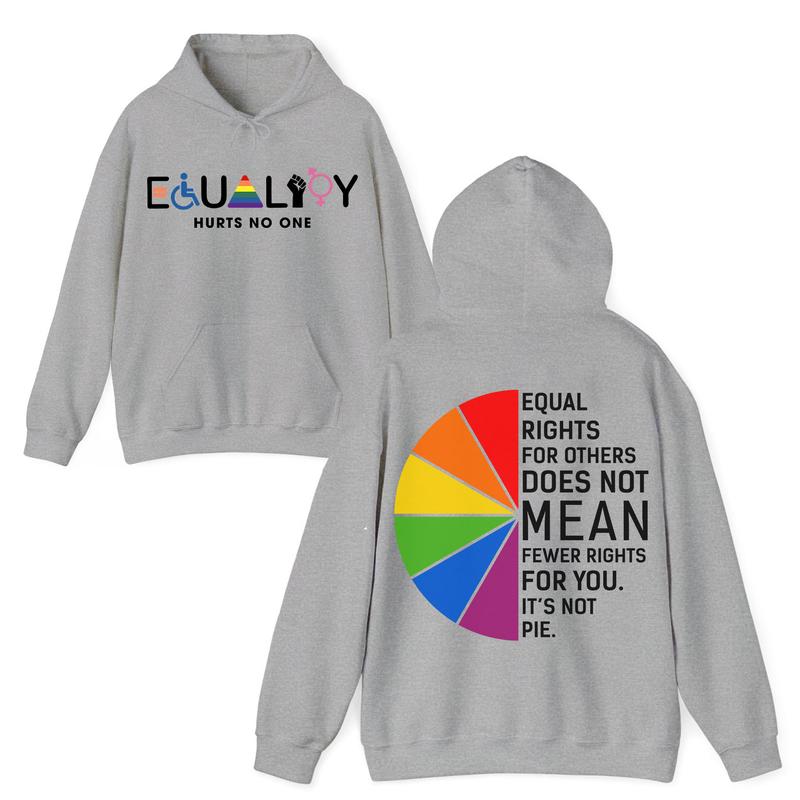 EQUALITY
HURTS NO ONE
EQUAL
RIGHTS
FOR OTHERS
DOES NOT
MEAN
FEWER RIGHTS
FOR YOU.
IT'S NOT
PIE.